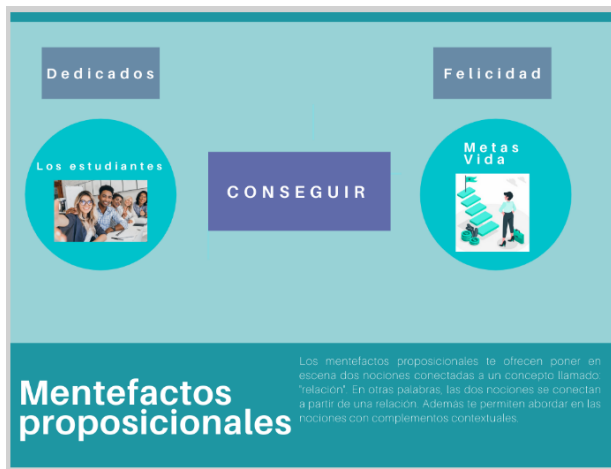 Dedicados
Felicidad
Los estudiantes
Metas
Vida
CONSEGUIR
Mentefactos
proposicionales
Los mentefactos proposicionales te ofrecen poner en
escena dos nociones conectadas a un concepto llamado
"relación". En otras palabras, las dos nociones se conectan
a partir de una relación. Además te permiten abordar en las
nociones con complementos contextuales.